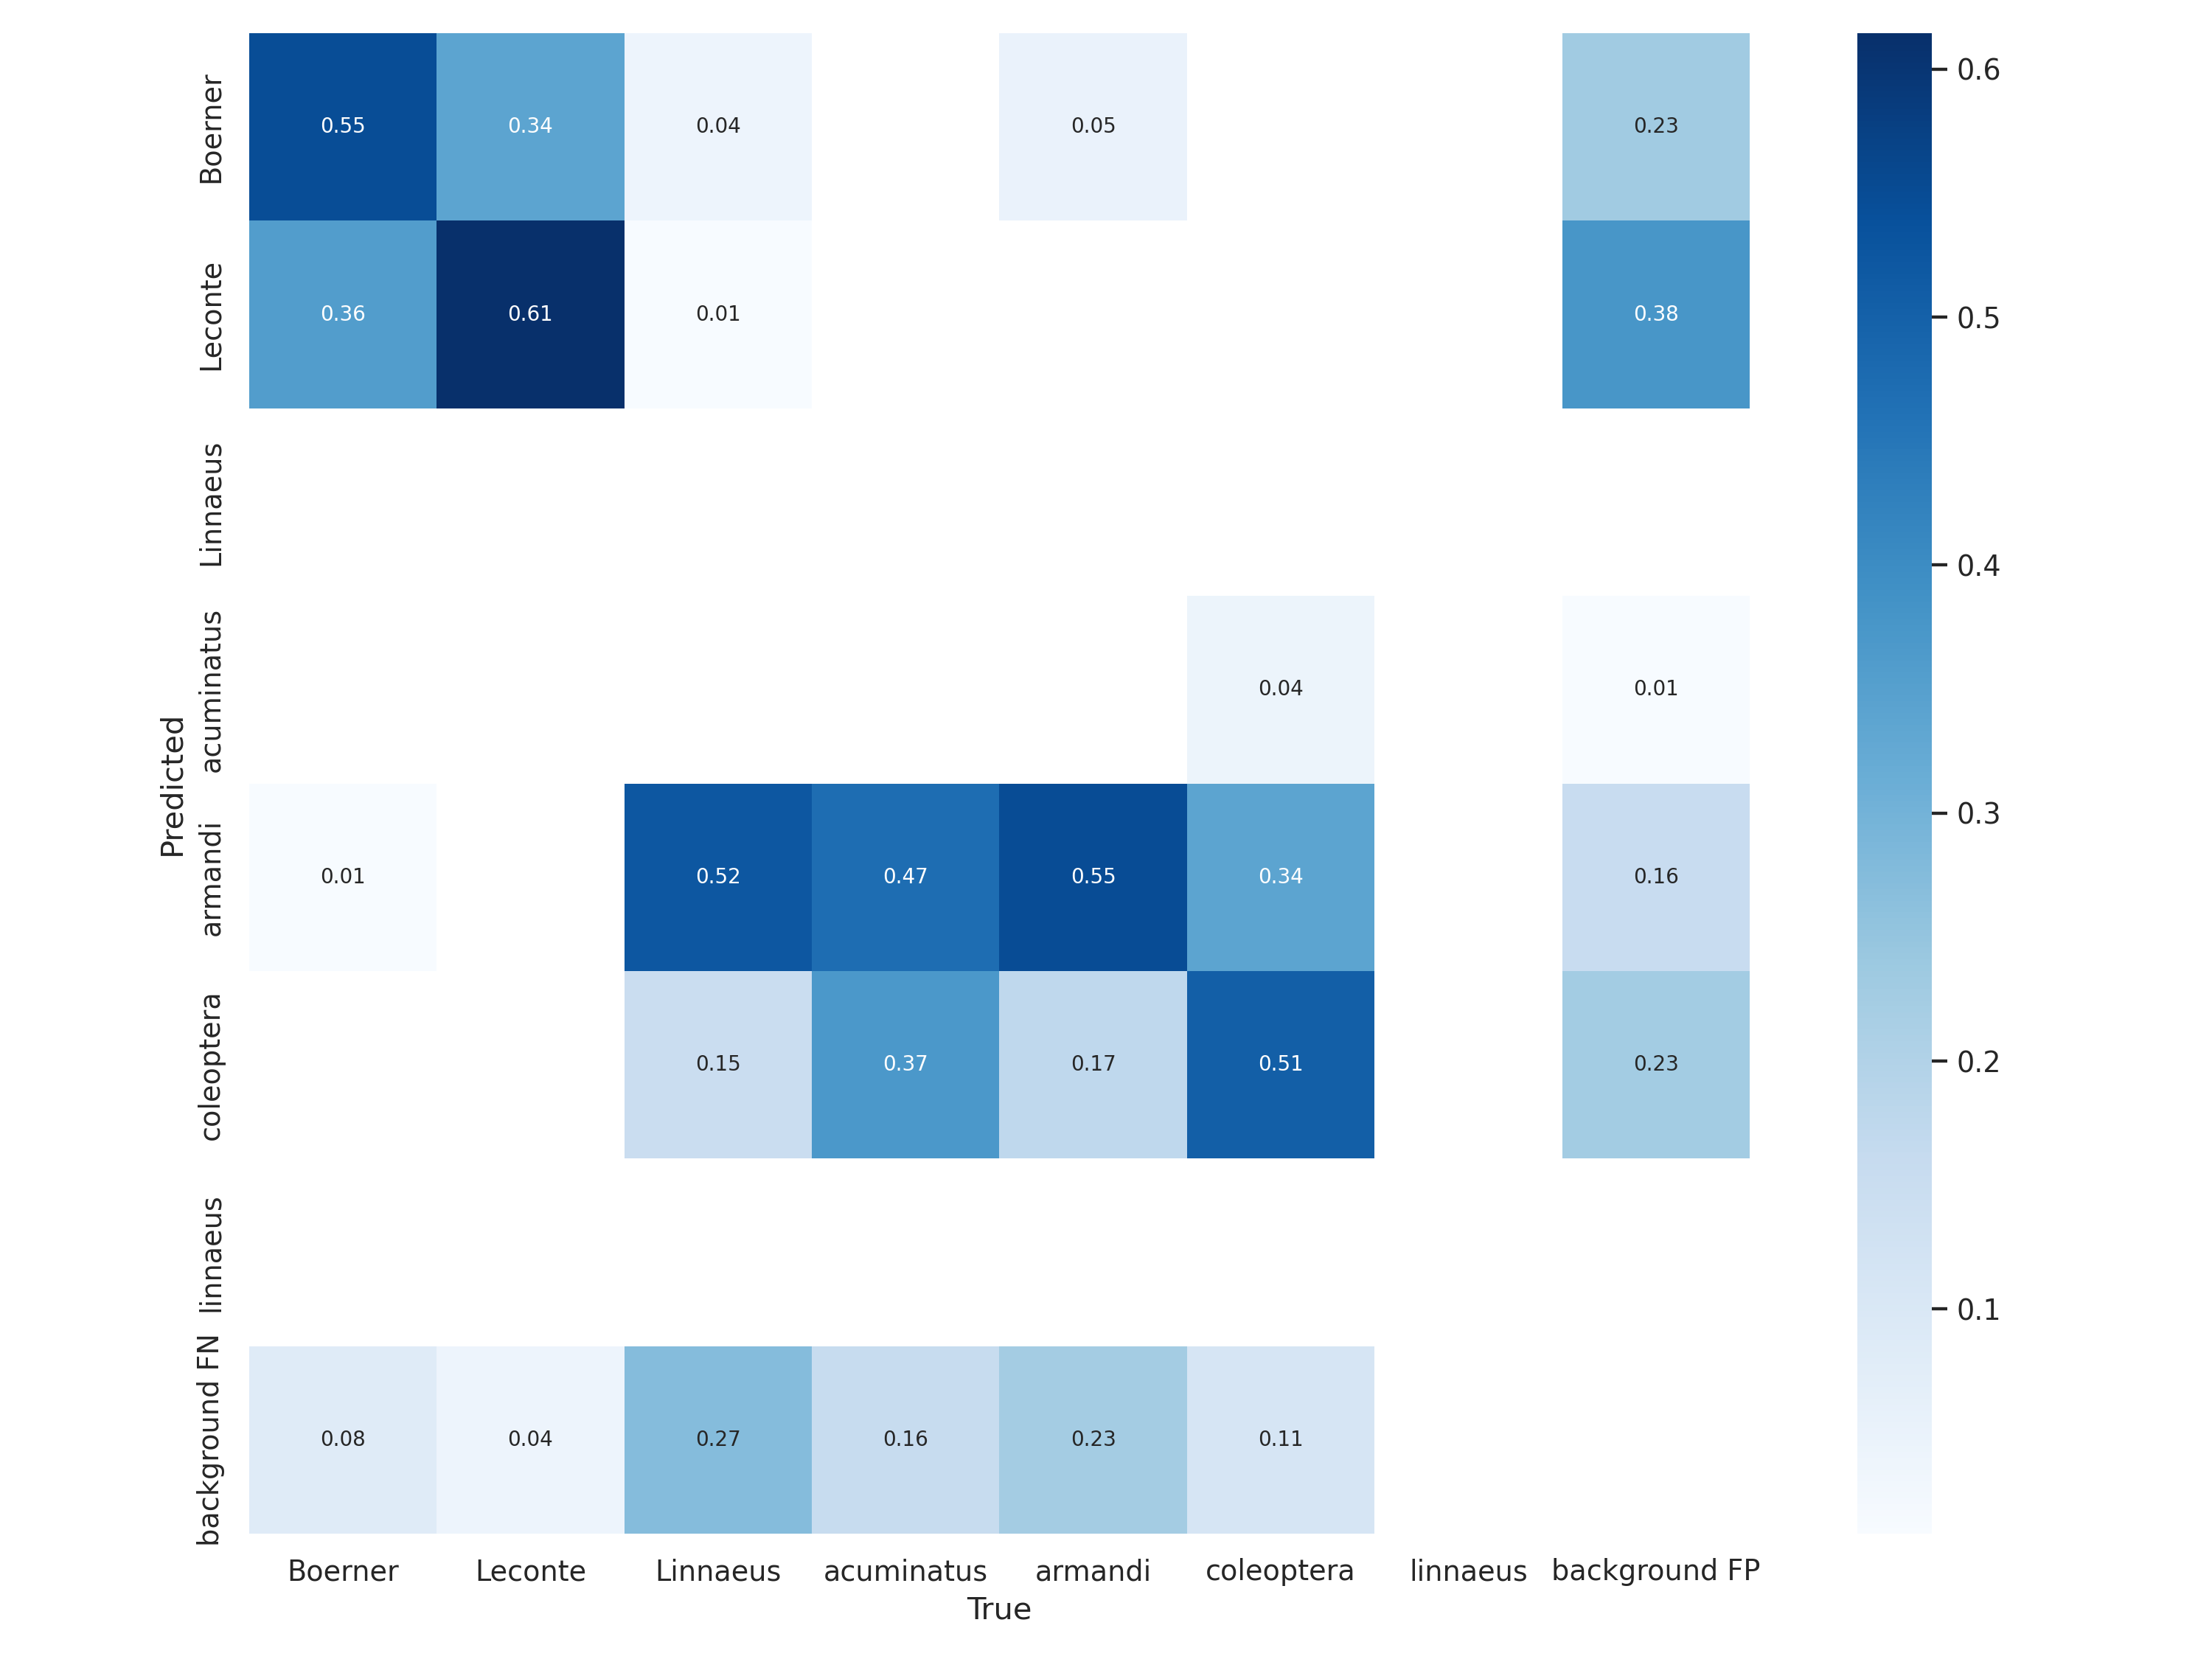 Predicted
Boerner 0.55 0.34 0.04 0.05 0.23
Leconte 0.36 0.61 0.01 0.38
Linnaeus
acuminatus 0.04 0.01
armandi 0.01 0.52 0.47 0.55 0.34 0.16
coleoptera 0.15 0.37 0.17 0.51 0.23
linnaeus
background FN 0.08 0.04 0.27 0.16 0.23 0.11
Boerner Leconte Linnaeus acuminatus armandi coleoptera linnaeus background FP
True
0.6
0.5
0.4
0.3
0.2
0.1